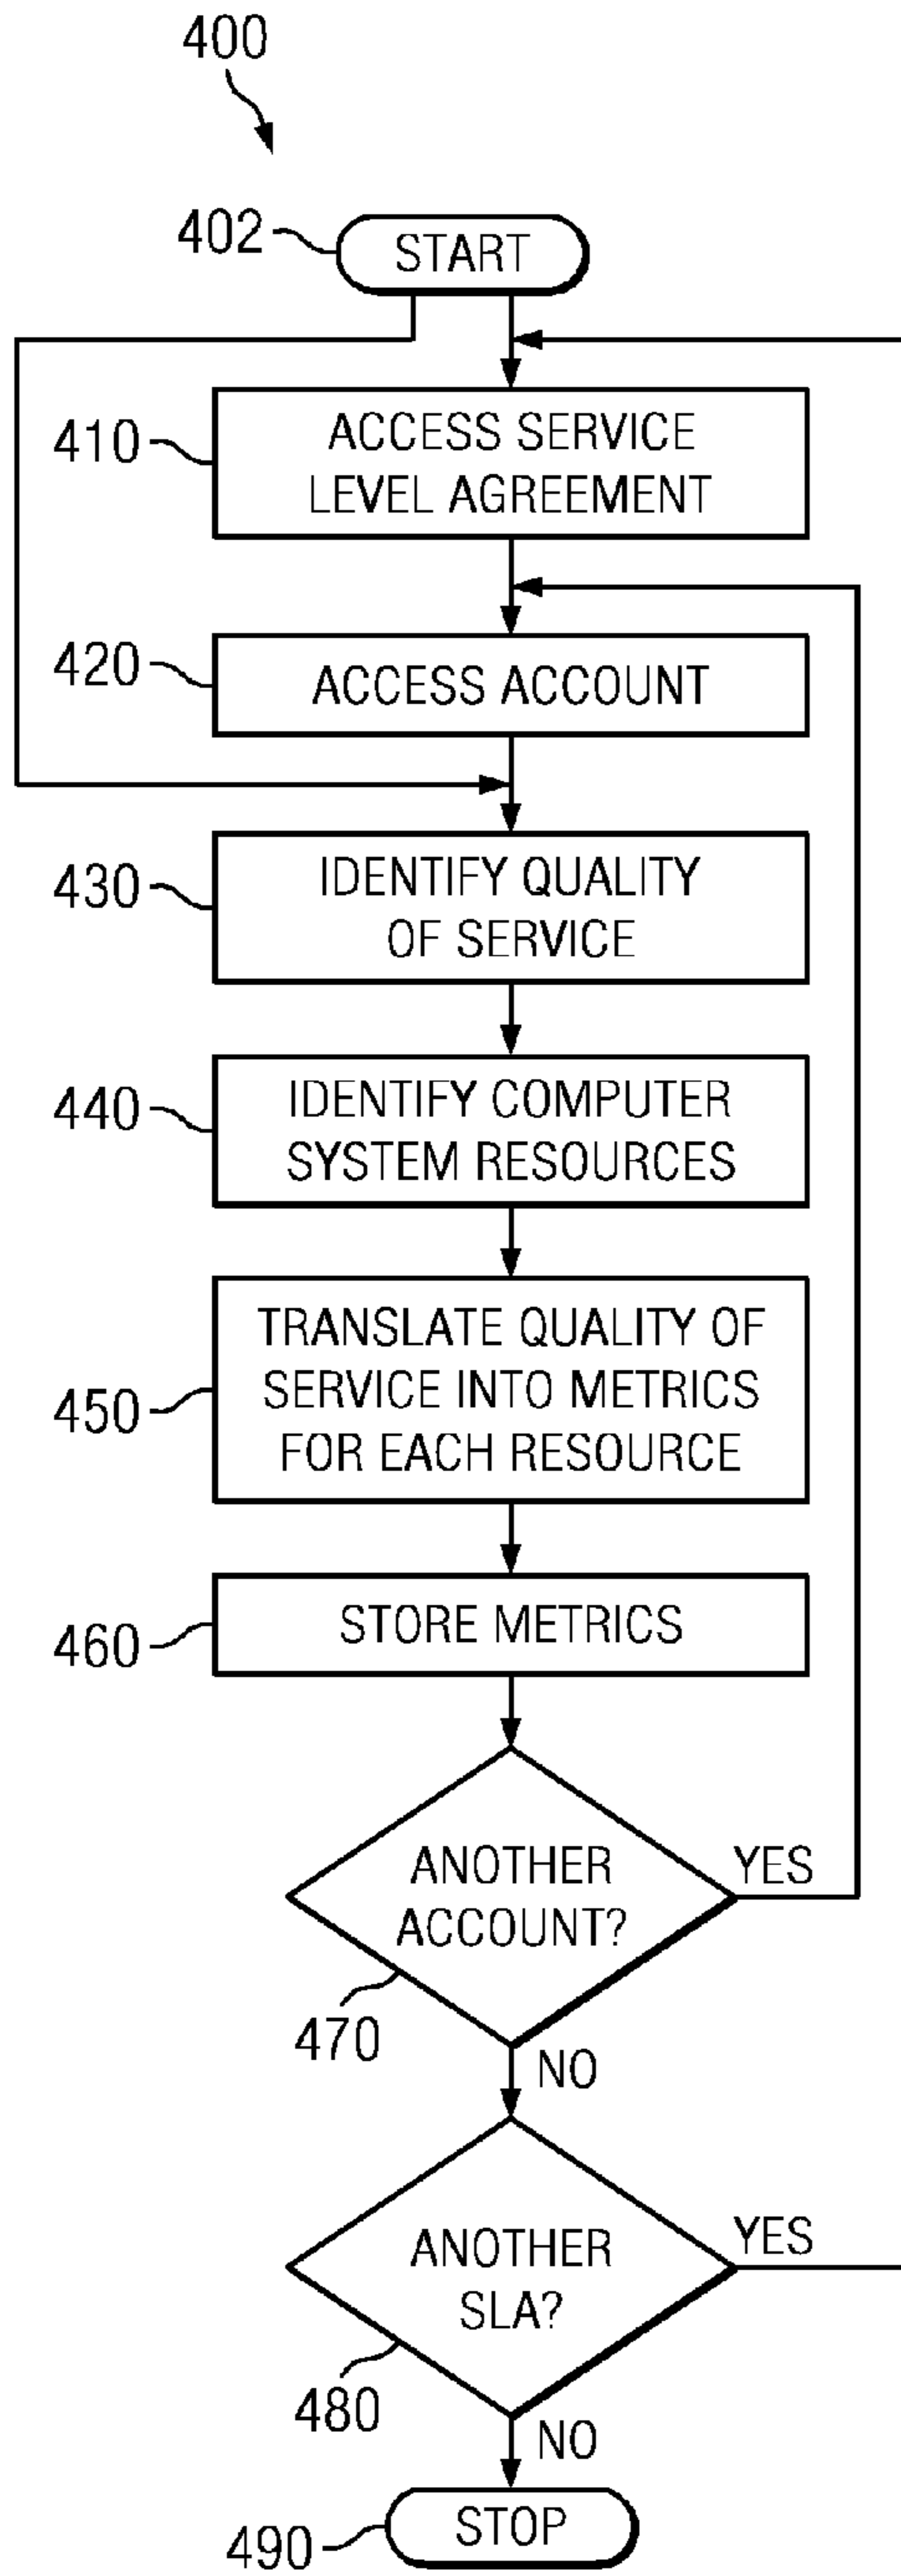 400
402
START
410
ACCESS SERVICE
LEVEL AGREEMENT
420
ACCESS ACCOUNT
430
IDENTIFY QUALITY
OF SERVICE
440
IDENTIFY COMPUTER
SYSTEM RESOURCES
450
TRANSLATE QUALITY OF
SERVICE INTO METRICS
FOR EACH RESOURCE
460
STORE METRICS
ANOTHER
ACCOUNT?
YES
470
NO
ANOTHER
SLA?
YES
480
NO
490
STOP